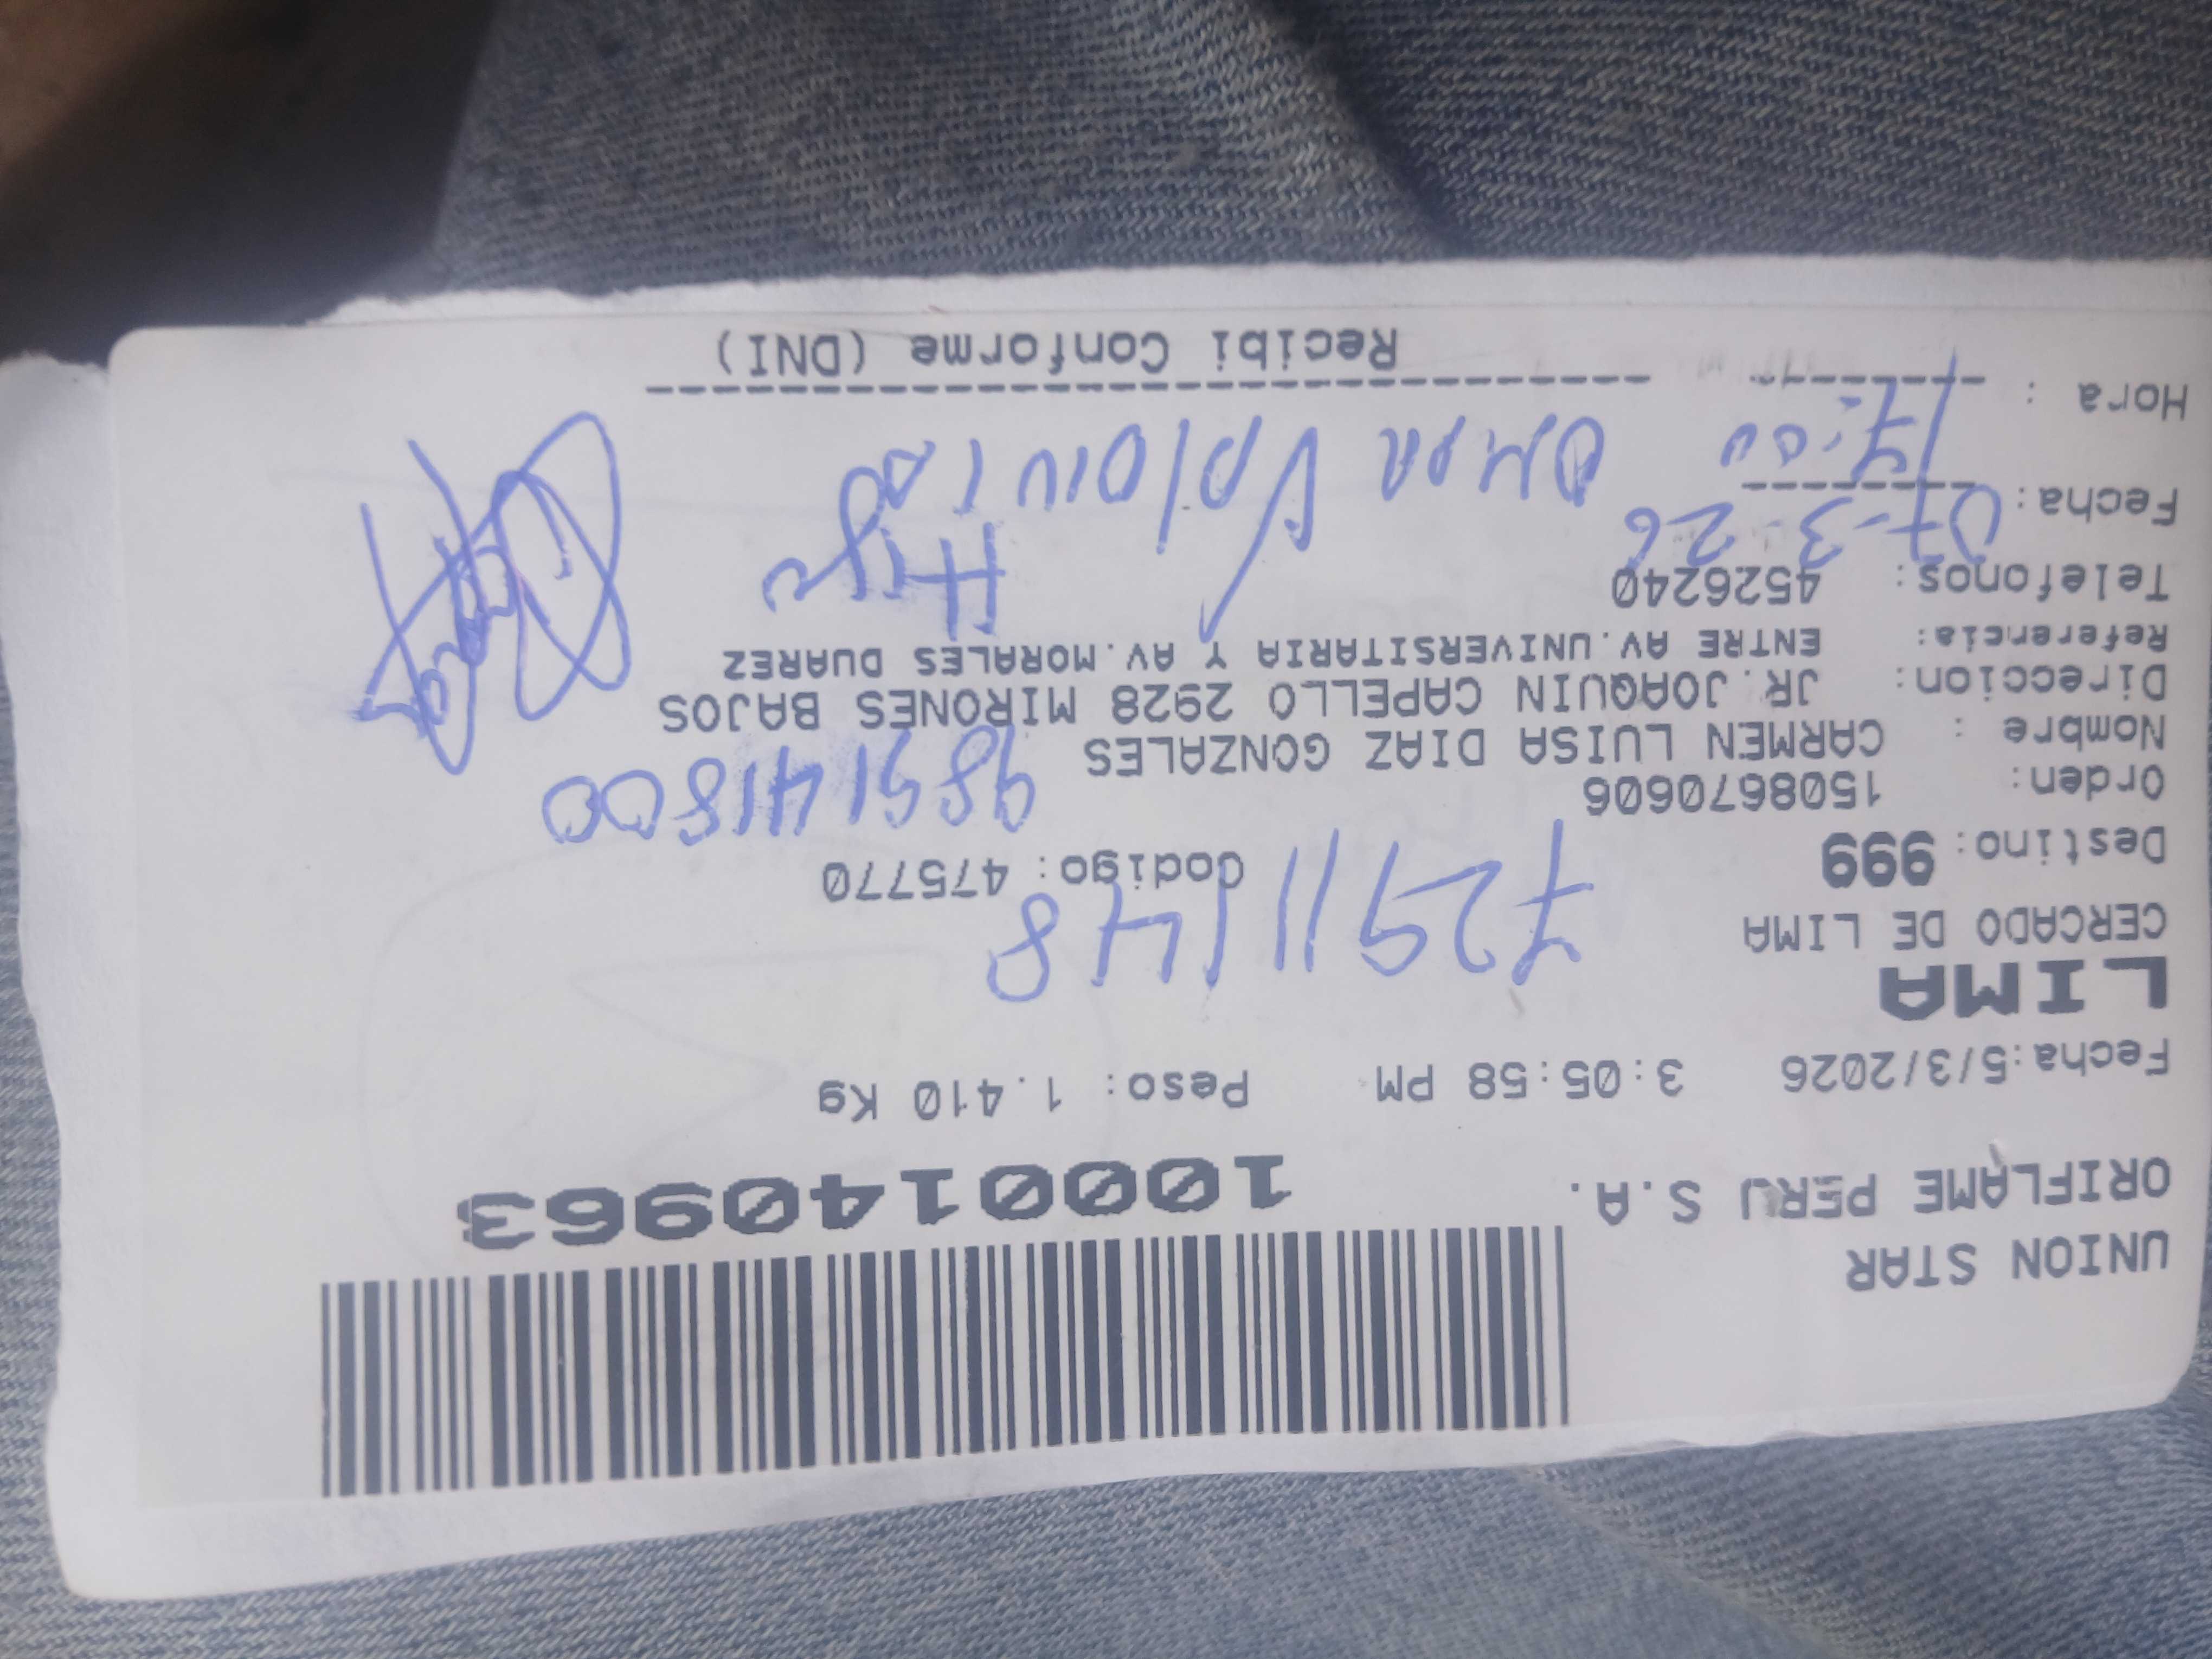 UNION STAR
ORIFLAME PERU S.A.
1000140963
Fecha:5/3/2026 3:05:58 PM Peso: 1.410 Kg
LIMA
CERCADO DE LIMA
72911148
Destino: 999 Codigo: 475770
Orden: 1508670606
989141800
Nombre : CARMEN LUISA DIAZ GONZALES
Direccion: JR. JOAQUIN CAPELLO 2928 MIRONES BAJOS
Referencia: ENTRE AV.UNIVERSITARIA Y AV.MORALES DUAREZ
Telefonos: 4526240
Hijo
Fecha: 07-3-26
Hora : 17:00
Recibi Conforme (DNI)